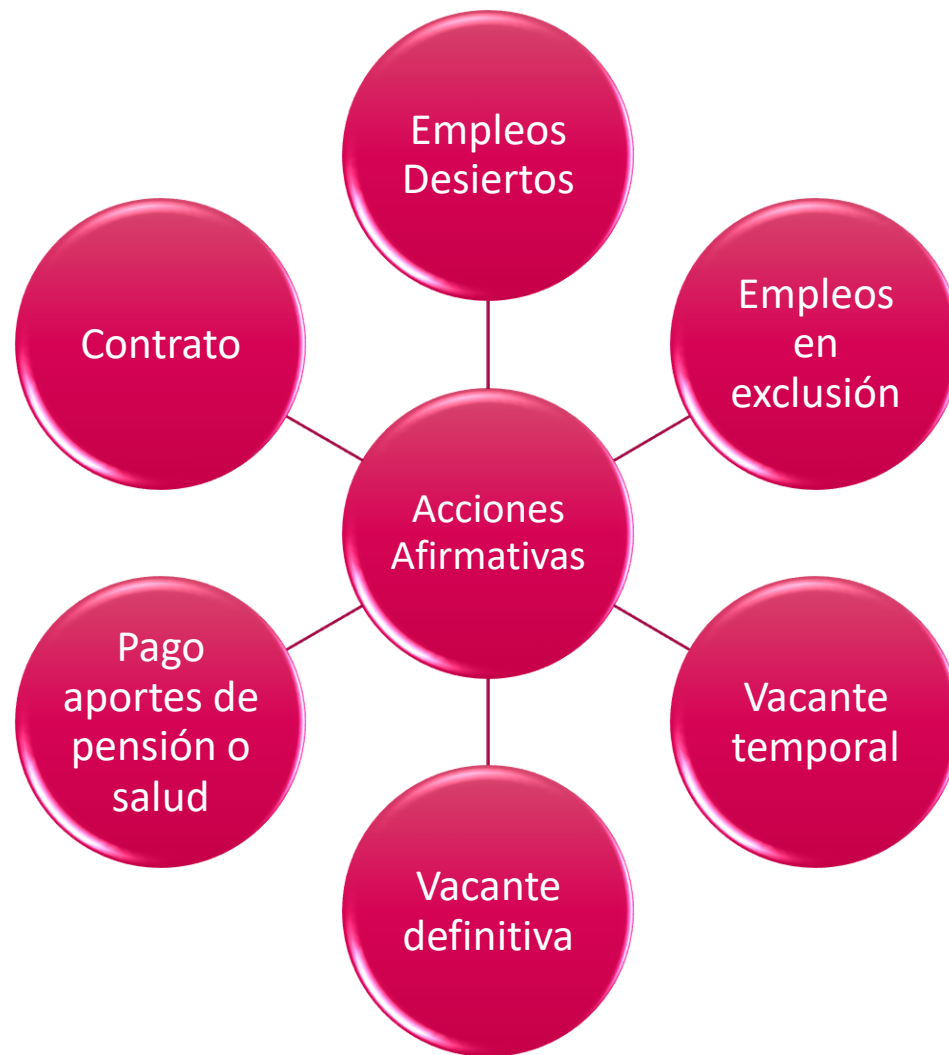 Empleos
Desiertos
Empleos
en
exclusión
Contrato
Acciones
Afirmativas
Pago
aportes de
pensión o
salud
Vacante
temporal
Vacante
definitiva